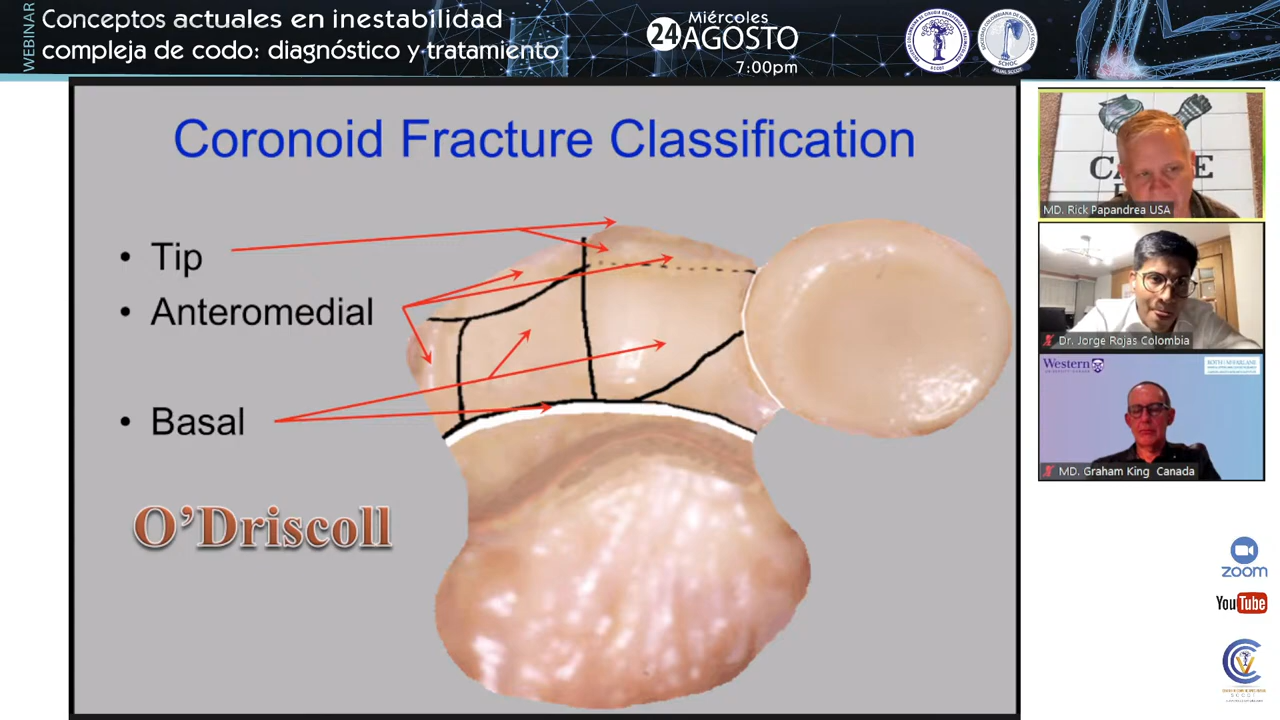 WEBINAR
Conceptos actuales en inestabilidad
compleja de codo: diagnóstico y tratamiento
Miércoles
24 AGOSTO
7:00pm
SCHOC
Coronoid Fracture Classification
• Tip
• Anteromedial
• Basal
O'Driscoll
MD. Rick Papandrea USA
Dr. Jorge Rojas Colombia
Western
MD. Graham King Canada
zoom
YouTube